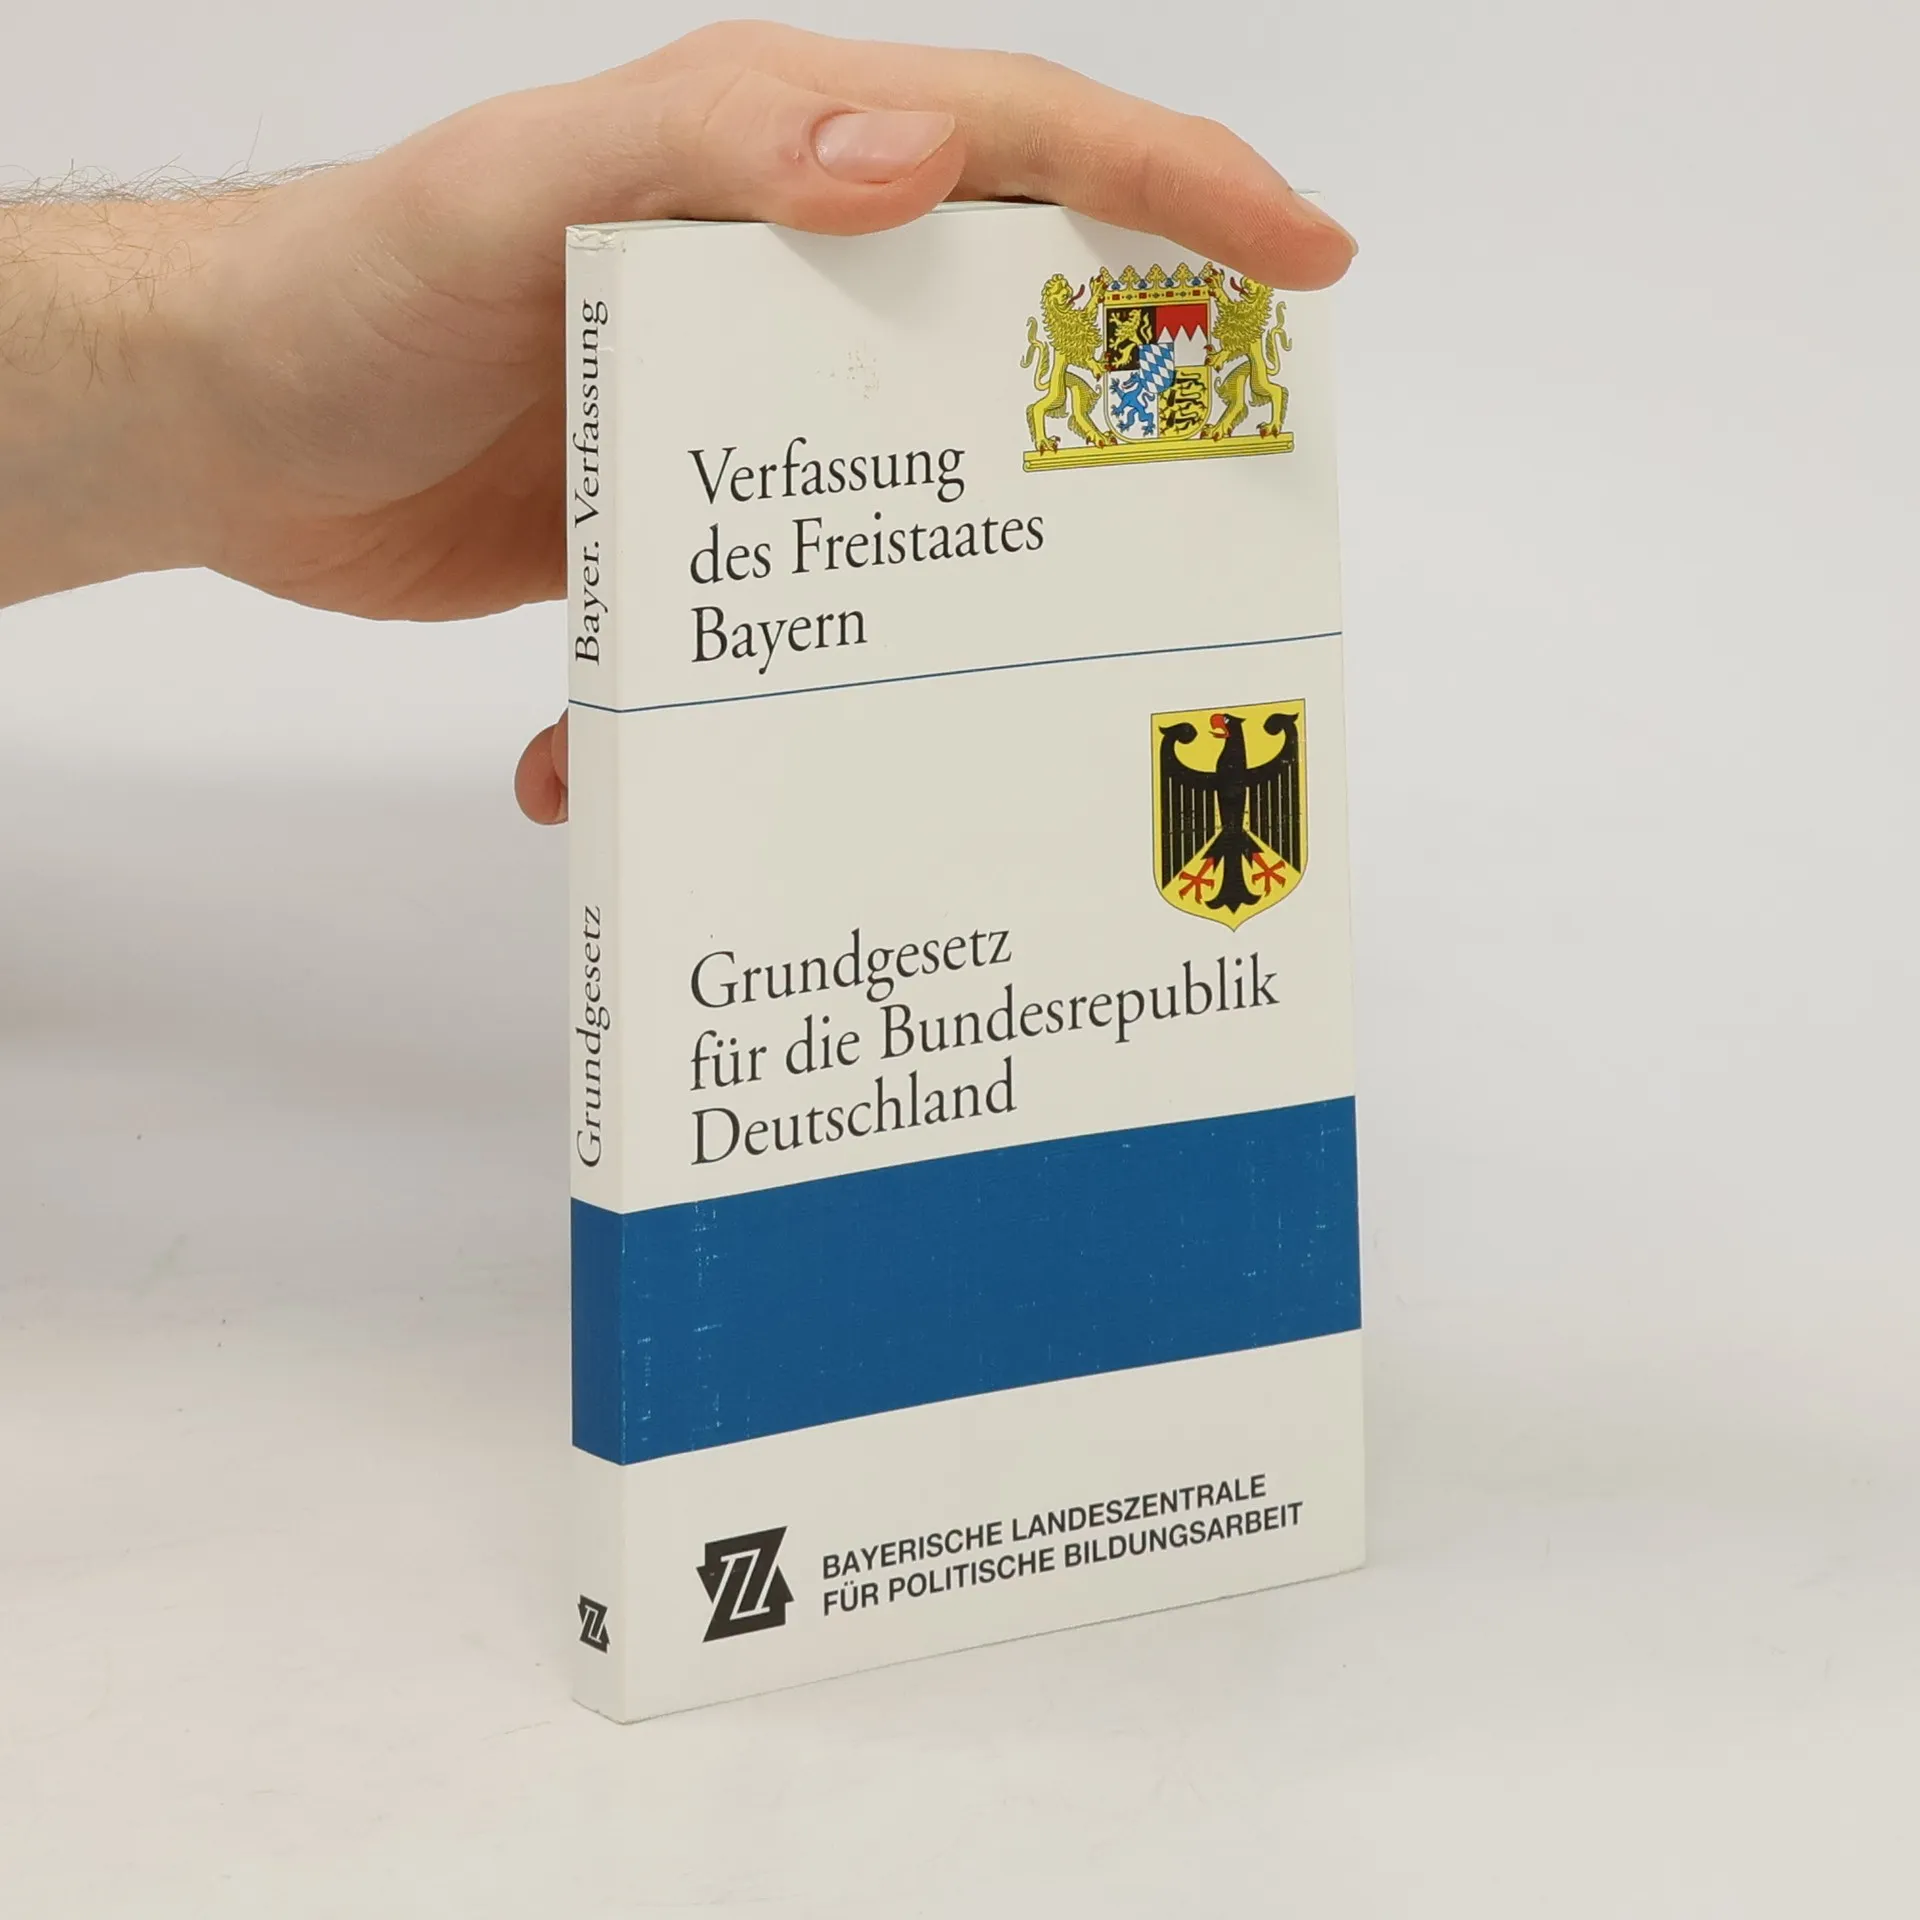 Bayer. Verfassung
Grundgesetz
Verfassung
des Freistaates
Bayern
Grundgesetz
für die Bundesrepublik
Deutschland
BAYERISCHE LANDESZENTRALE
FÜR POLITISCHE BILDUNGSARBEIT